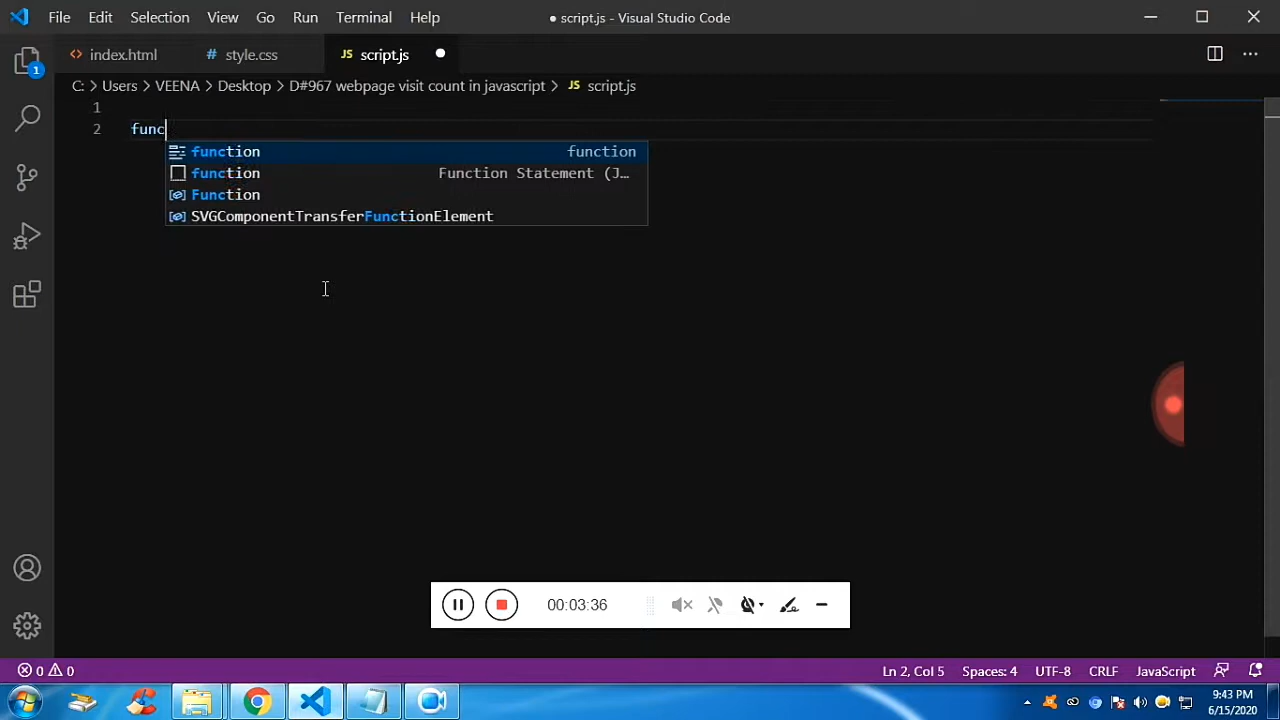 File Edit Selection View Go Run Terminal Help ● script.js - Visual Studio Code
<> index.html # style.css JS script.js ●
C: > Users > VEENA > Desktop > D#967 webpage visit count in javascript > JS script.js
1
1
2 func
function function
function Function Statement (J…
Function
SVGComponentTransferFunctionElement
00:03:36
0 0 Ln 2, Col 5 Spaces: 4 UTF-8 CRLF JavaScript
9:43 PM
6/15/2020